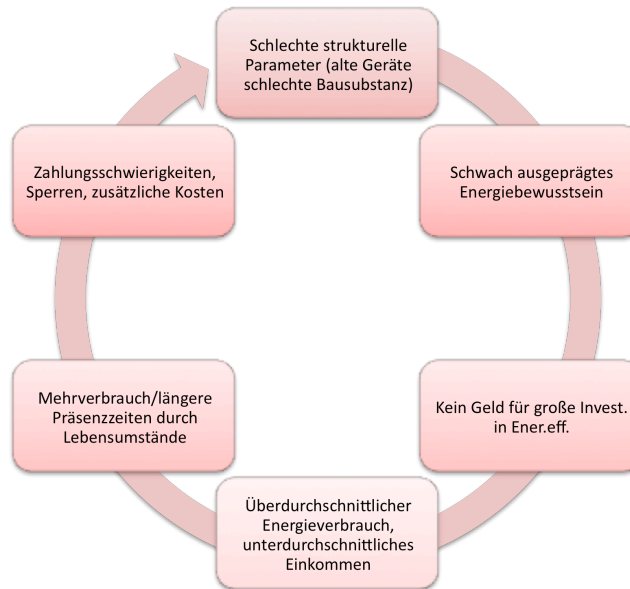 Schlechte strukturelle
Parameter (alte Geräte
schlechte Bausubstanz)
Schwach ausgeprägtes
Energiebewusstsein
Kein Geld für große Invest.
in Ener.eff.
Überdurchschnittlicher
Energieverbrauch,
unterdurchschnittliches
Einkommen
Mehrverbrauch/längere
Präsenzzeiten durch
Lebensumstände
Zahlungsschwierigkeiten,
Sperren, zusätzliche Kosten